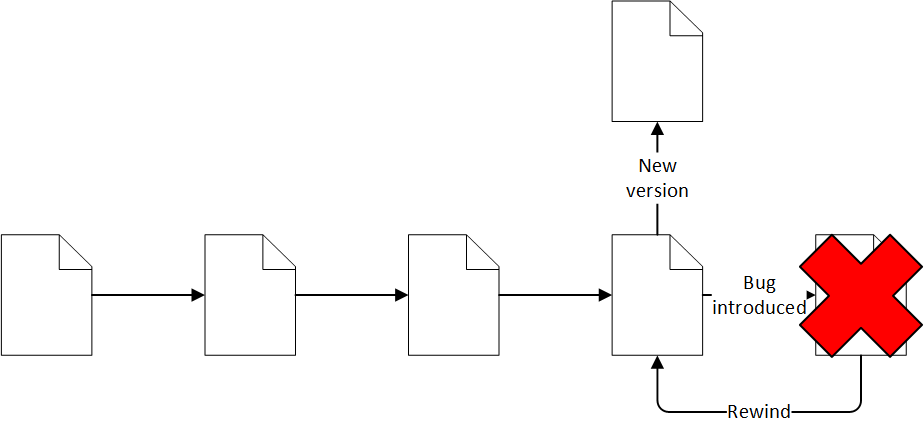 New
version
Bug
introduced
Rewind